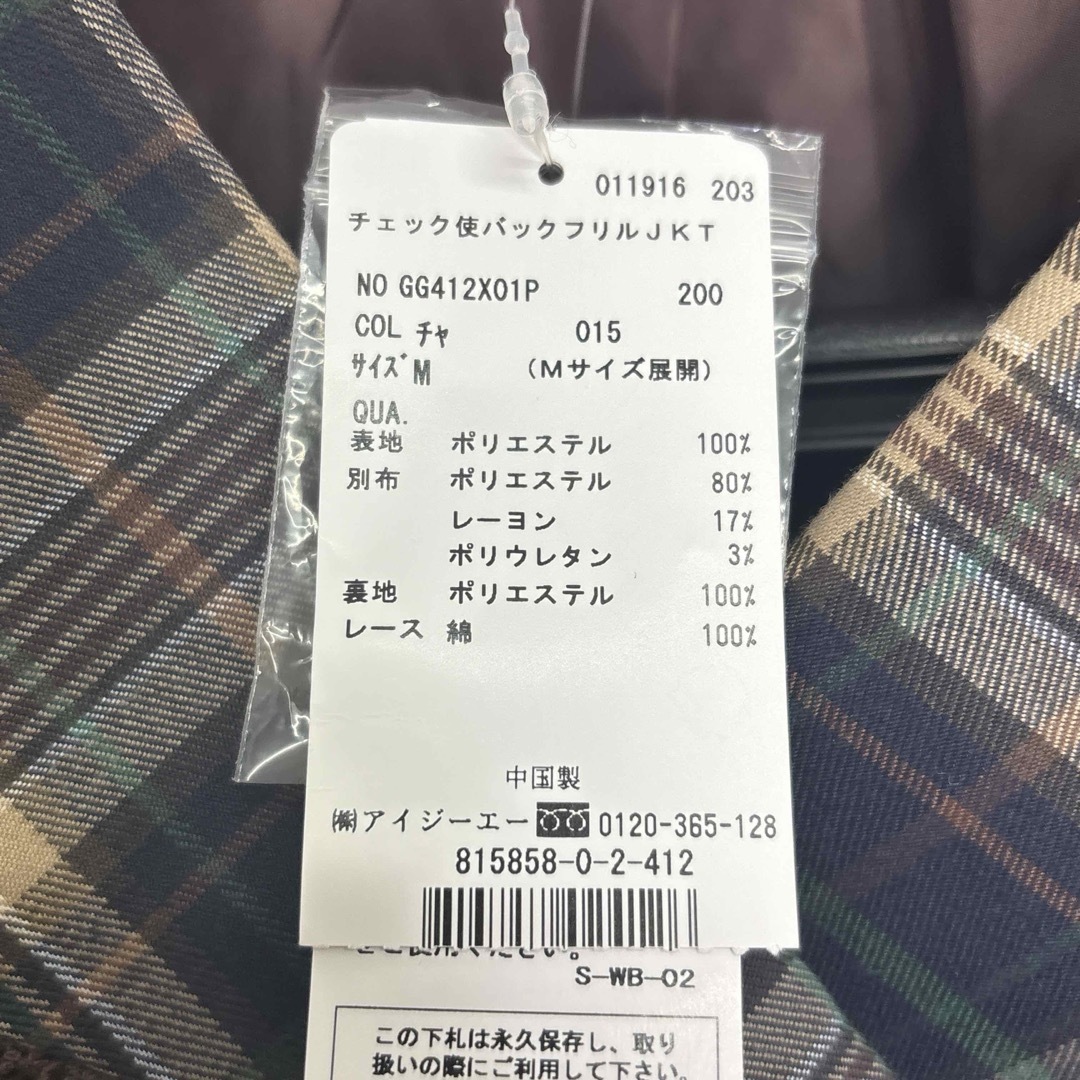 011916 203
チェック使バックフリルJKT
NO GG412X01P 200
COL チャ 015
サイズ M (Mサイズ展開)
QUA.
表地 ポリエステル 100%
別布 ポリエステル 80%
レーヨン 17%
ポリウレタン 3%
裏地 ポリエステル 100%
レース 綿 100%
中国製
㈱アイジーエー 0120-365-128
815858-0-2-412
ください。
S-WB-02
この下札は永久保存し、取り
扱いの際にご利用して下さい。